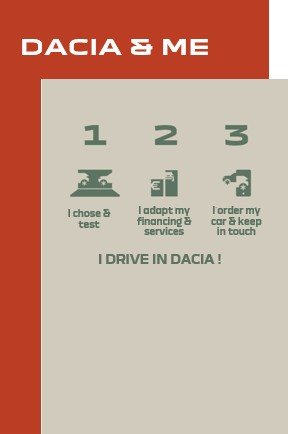 DACIA & ME
1 2 3
I chose &
test
I adapt my
financing &
services
I order my
car & keep
in touch
I DRIVE IN DACIA !